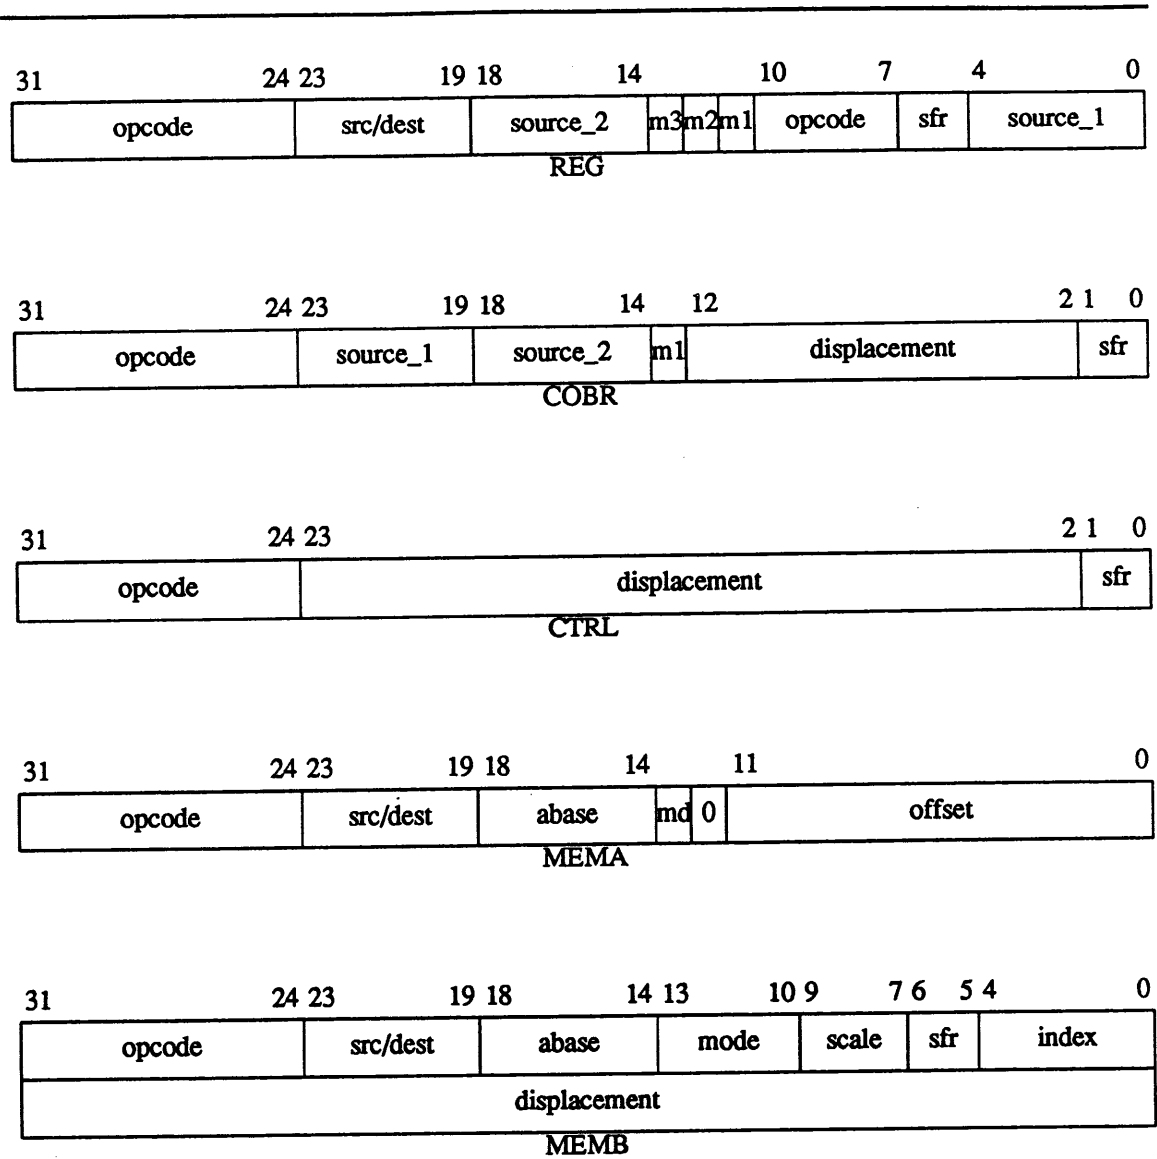 31 24 23 19 18 14 10 7 4 0
opcode src/dest source_2 m3 m2 m1 opcode sfr source_1
REG
31 24 23 19 18 14 12 2 1 0
opcode source_1 source_2 m1 displacement sfr
COBR
31 24 23 2 1 0
opcode displacement sfr
CTRL
31 24 23 19 18 14 11 0
opcode src/dest abase md 0 offset
MEMA
31 24 23 19 18 14 13 10 9 7 6 5 4 0
opcode src/dest abase mode scale sfr index
displacement
MEMB